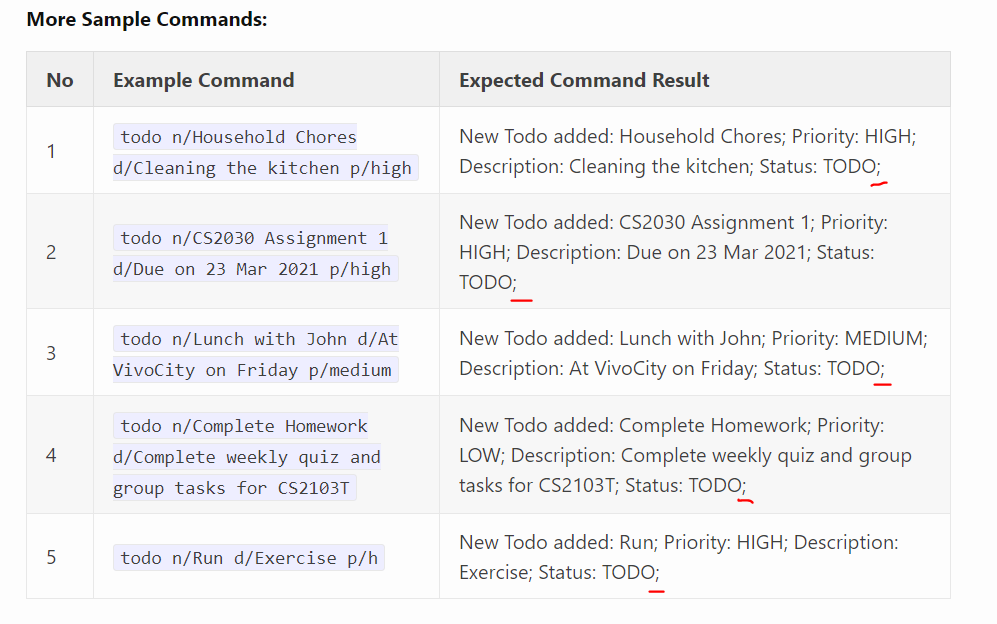 More Sample Commands:
No Example Command Expected Command Result
1
todo n/Household Chores
d/Cleaning the kitchen p/high
New Todo added: Household Chores; Priority: HIGH;
Description: Cleaning the kitchen; Status: TODO;
2
todo n/CS2030 Assignment 1
d/Due on 23 Mar 2021 p/high
New Todo added: CS2030 Assignment 1; Priority:
HIGH; Description: Due on 23 Mar 2021; Status:
TODO;
3
todo n/Lunch with John d/At
VivoCity on Friday p/medium
New Todo added: Lunch with John; Priority: MEDIUM;
Description: At VivoCity on Friday; Status: TODO;
4
todo n/Complete Homework
d/Complete weekly quiz and
group tasks for CS2103T
New Todo added: Complete Homework; Priority:
LOW; Description: Complete weekly quiz and group
tasks for CS2103T; Status: TODO;
5
todo n/Run d/Exercise p/h
New Todo added: Run; Priority: HIGH; Description:
Exercise; Status: TODO;